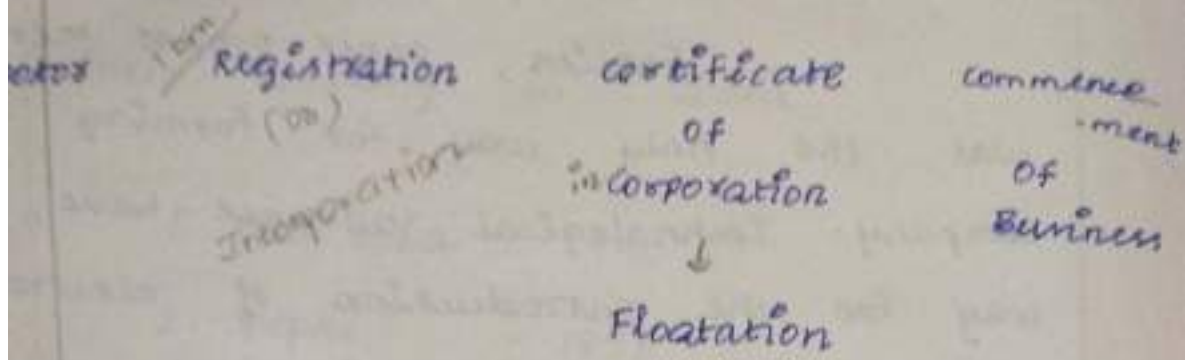 Registration certificate commence
(or) of -ment
Incorporation incorporation of
↓ Business
Floatation